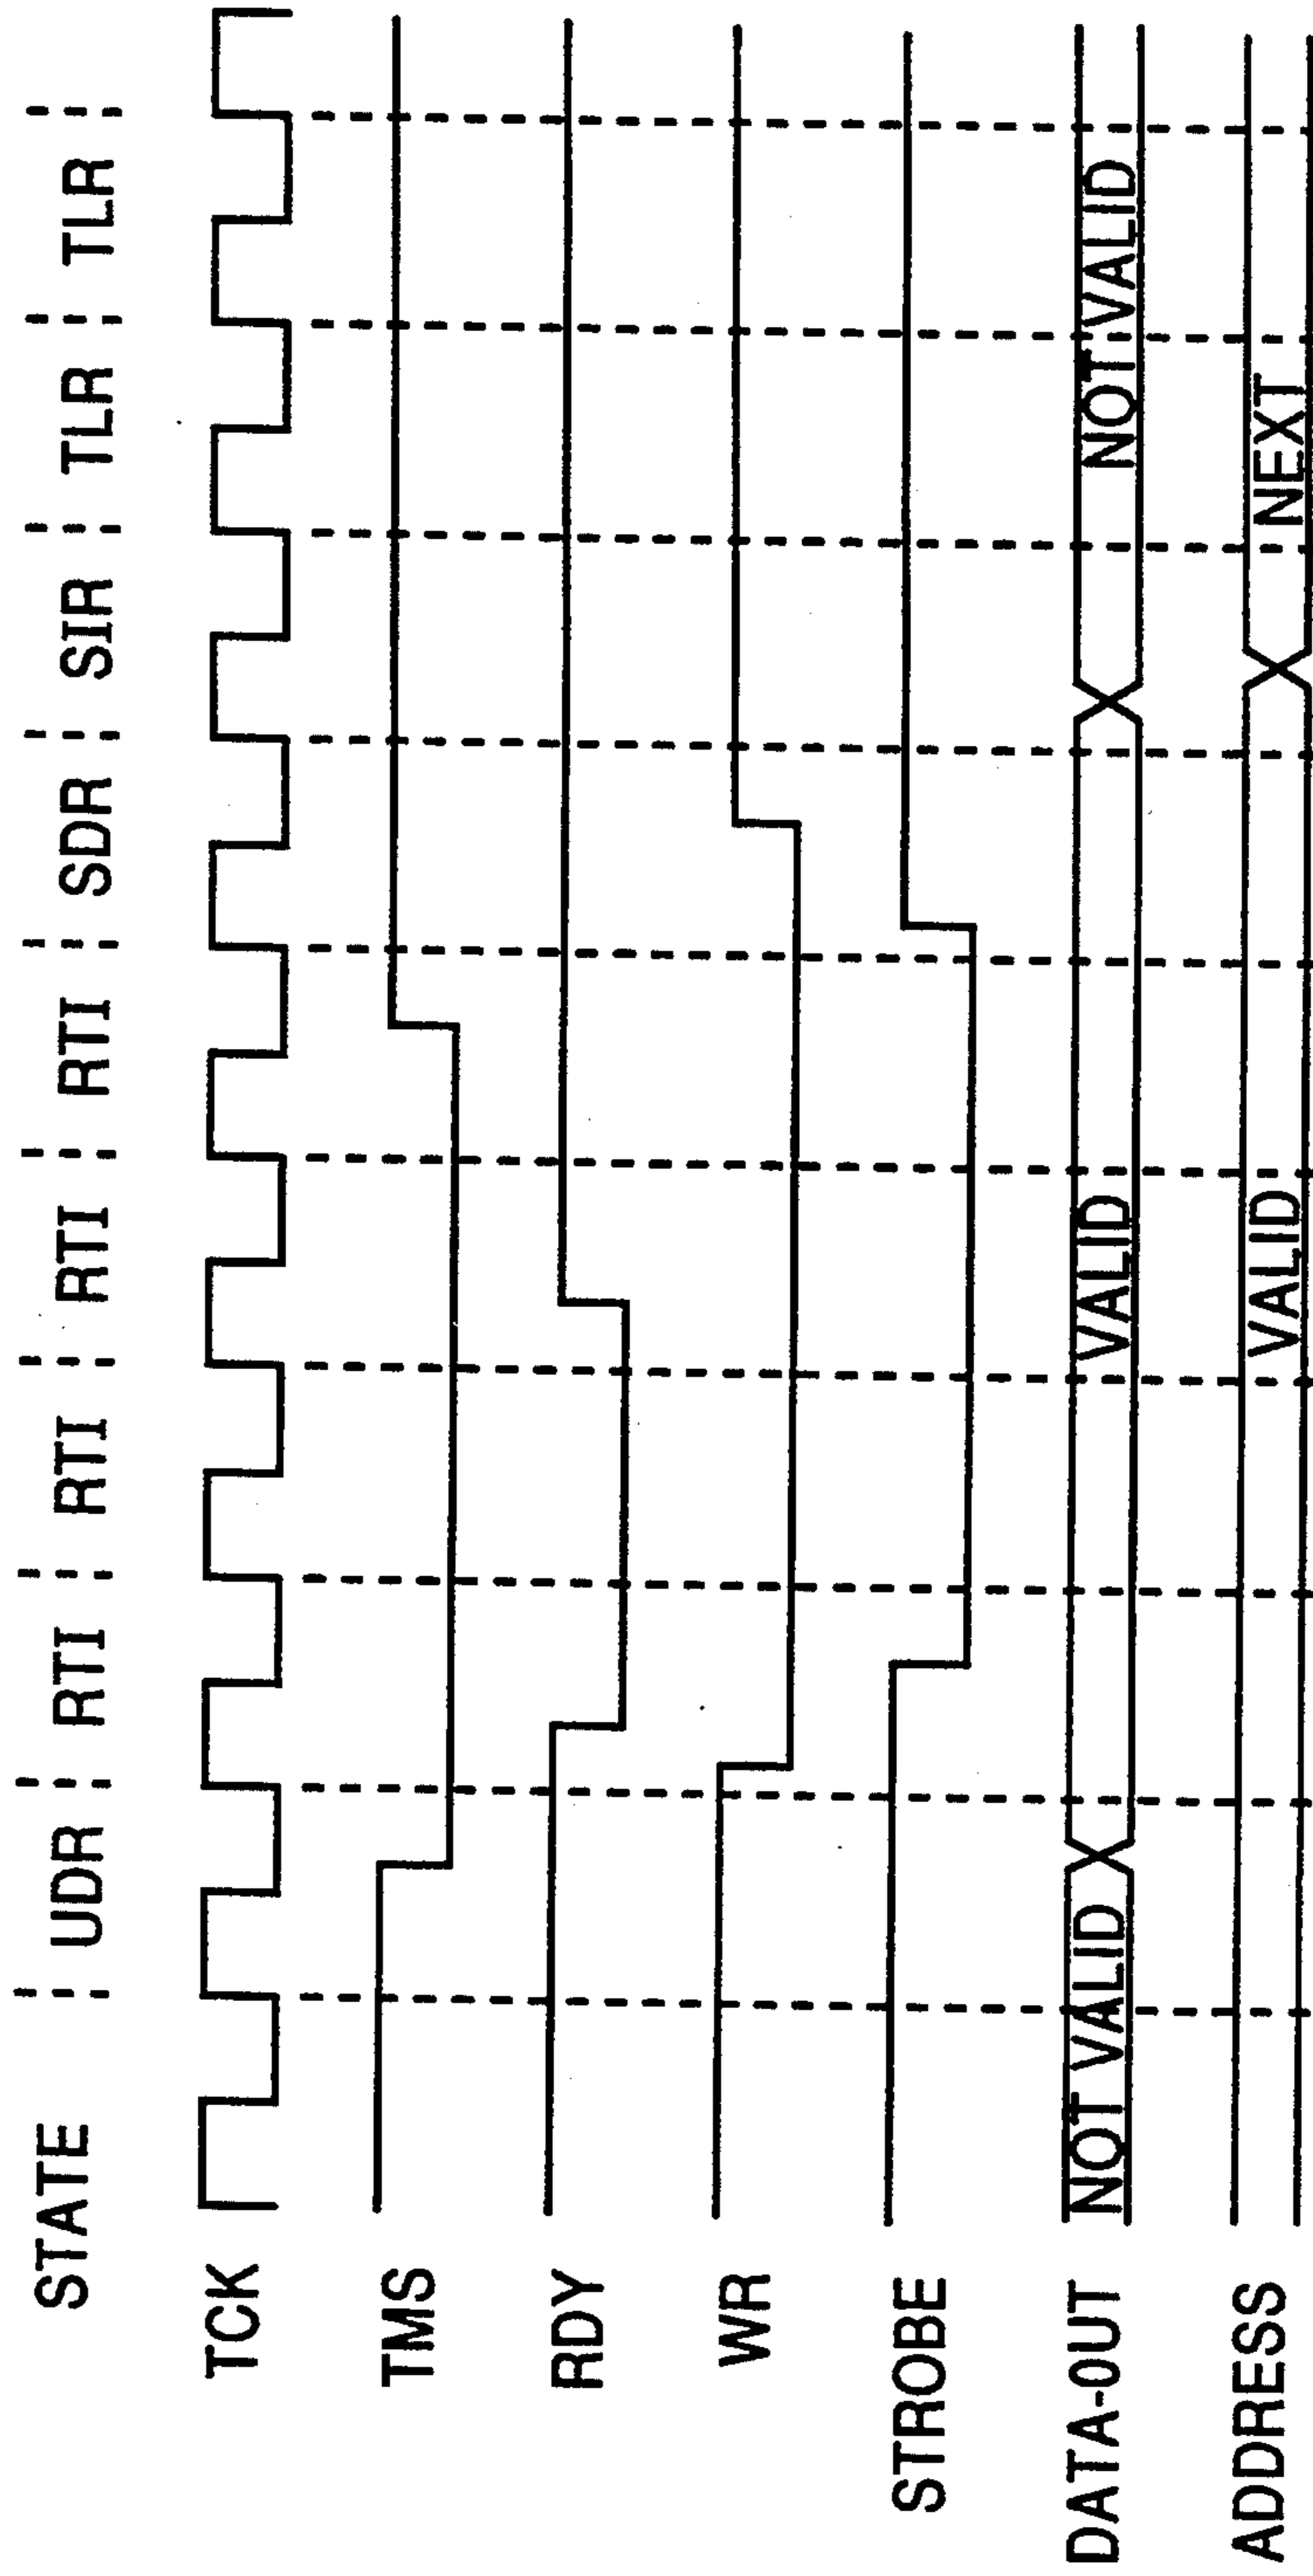 STATE UDR RTI RTI RTI RTI SDR SIR TLR TLR
TCK
TMS
RDY
WR
STROBE
DATA-OUT NOT VALID VALID NOT VALID
ADDRESS VALID NEXT